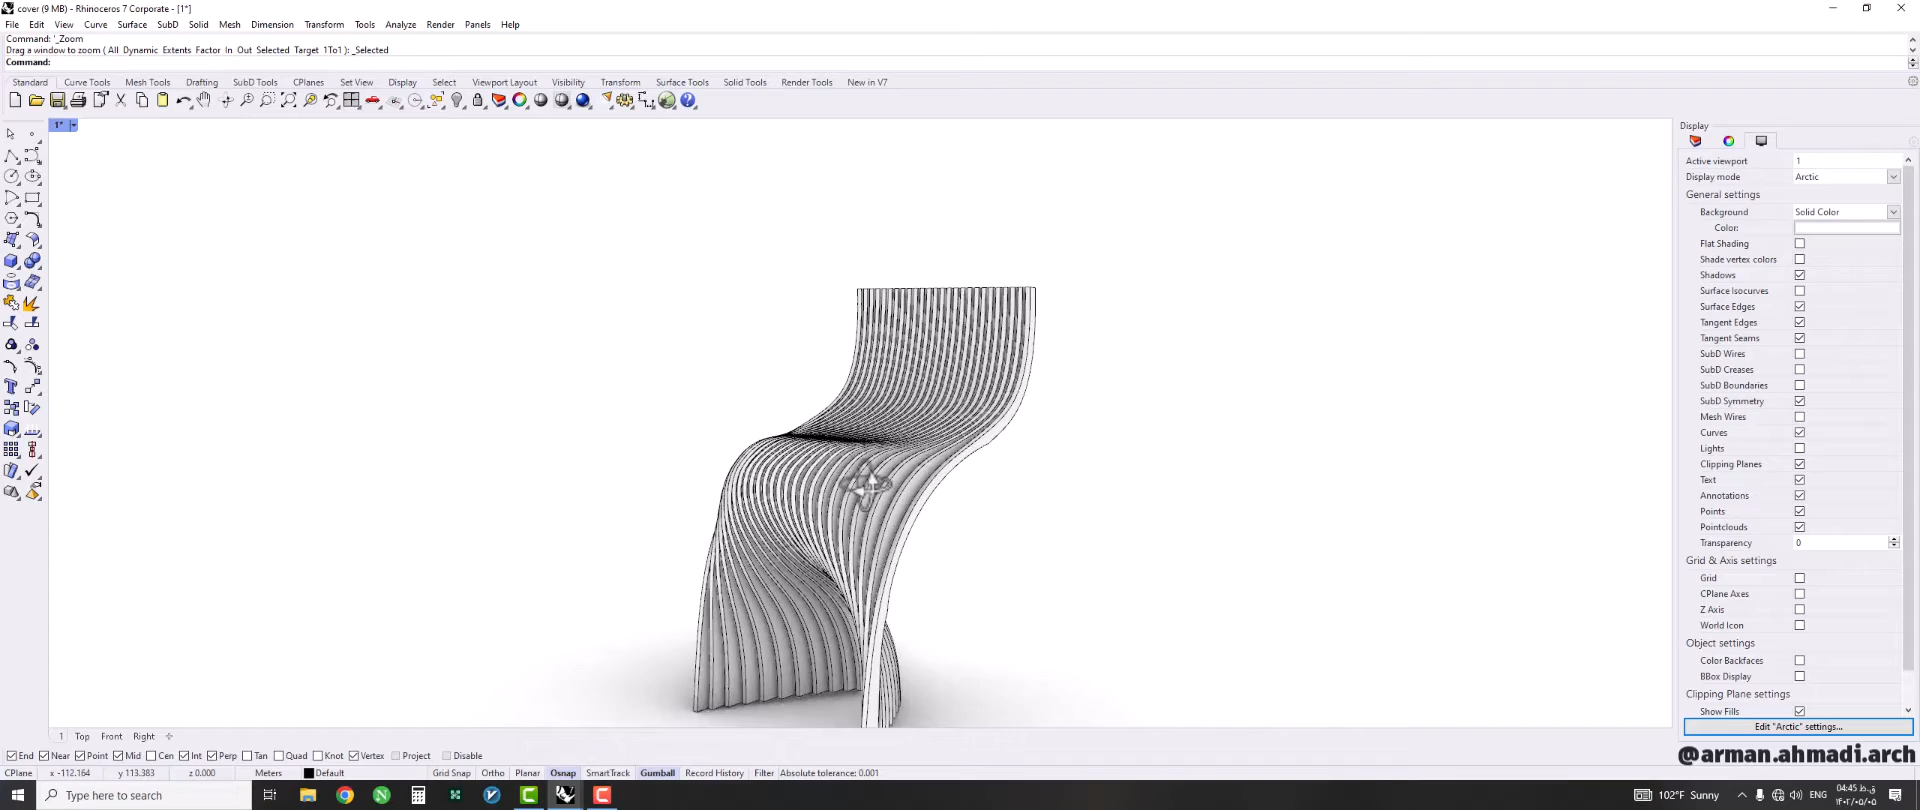 cover (9 MB) - Rhinoceros 7 Corporate - [1*]
File Edit View Curve Surface SubD Solid Mesh Dimension Transform Tools Analyze Render Panels Help
Command: '_Zoom
Drag a window to zoom ( All Dynamic Extents Factor In Out Selected Target 1To1 ): _Selected
Command:
Standard Curve Tools Mesh Tools Drafting SubD Tools CPlanes Set View Display Select Viewport Layout Visibility Transform Surface Tools Solid Tools Render Tools New in V7
1*
Display
Active viewport 1
Display mode Arctic
General settings
Background Solid Color
Color:
Flat Shading
Shade vertex colors
Shadows
Surface Isocurves
Surface Edges
Tangent Edges
Tangent Seams
SubD Wires
SubD Creases
SubD Boundaries
SubD Symmetry
Mesh Wires
Curves
Lights
Clipping Planes
Text
Annotations
Points
Pointclouds
Transparency 0
Grid & Axis settings
Grid
CPlane Axes
Z Axis
World Icon
Object settings
Color Backfaces
BBox Display
Clipping Plane settings
Show Fills
Edit "Arctic" settings...
1 Top Front Right
@arman.ahmadi.arch
End Near Point Mid Cen Int Perp Tan Quad Knot Vertex Project Disable
CPlane x -112.164 y 113.383 z 0.000 Meters Default Grid Snap Ortho Planar Osnap SmartTrack Gumball Record History Filter Absolute tolerance: 0.001
Type here to search
102°F Sunny ENG
04:45 ق.ظ
۱۴۰۲/۰۵/۰۵